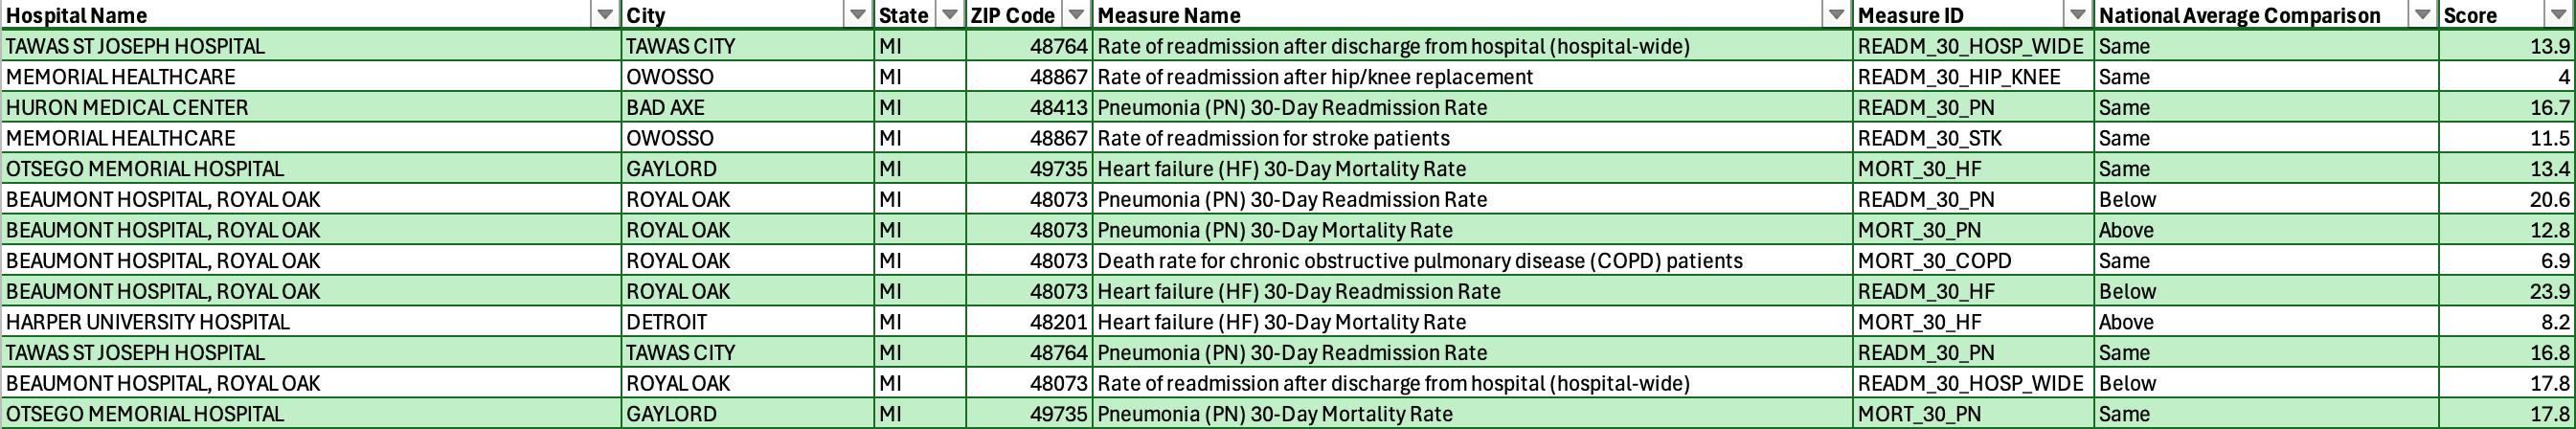 Hospital Name City State ZIP Code Measure Name Measure ID National Average Comparison Score
TAWAS ST JOSEPH HOSPITAL TAWAS CITY MI 48764 Rate of readmission after discharge from hospital (hospital-wide) READM_30_HOSP_WIDE Same 13.9
MEMORIAL HEALTHCARE OWOSSO MI 48867 Rate of readmission after hip/knee replacement READM_30_HIP_KNEE Same 4
HURON MEDICAL CENTER BAD AXE MI 48413 Pneumonia (PN) 30-Day Readmission Rate READM_30_PN Same 16.7
MEMORIAL HEALTHCARE OWOSSO MI 48867 Rate of readmission for stroke patients READM_30_STK Same 11.5
OTSEGO MEMORIAL HOSPITAL GAYLORD MI 49735 Heart failure (HF) 30-Day Mortality Rate MORT_30_HF Same 13.4
BEAUMONT HOSPITAL, ROYAL OAK ROYAL OAK MI 48073 Pneumonia (PN) 30-Day Readmission Rate READM_30_PN Below 20.6
BEAUMONT HOSPITAL, ROYAL OAK ROYAL OAK MI 48073 Pneumonia (PN) 30-Day Mortality Rate MORT_30_PN Above 12.8
BEAUMONT HOSPITAL, ROYAL OAK ROYAL OAK MI 48073 Death rate for chronic obstructive pulmonary disease (COPD) patients MORT_30_COPD Same 6.9
BEAUMONT HOSPITAL, ROYAL OAK ROYAL OAK MI 48073 Heart failure (HF) 30-Day Readmission Rate READM_30_HF Below 23.9
HARPER UNIVERSITY HOSPITAL DETROIT MI 48201 Heart failure (HF) 30-Day Mortality Rate MORT_30_HF Above 8.2
TAWAS ST JOSEPH HOSPITAL TAWAS CITY MI 48764 Pneumonia (PN) 30-Day Readmission Rate READM_30_PN Same 16.8
BEAUMONT HOSPITAL, ROYAL OAK ROYAL OAK MI 48073 Rate of readmission after discharge from hospital (hospital-wide) READM_30_HOSP_WIDE Below 17.8
OTSEGO MEMORIAL HOSPITAL GAYLORD MI 49735 Pneumonia (PN) 30-Day Mortality Rate MORT_30_PN Same 17.8